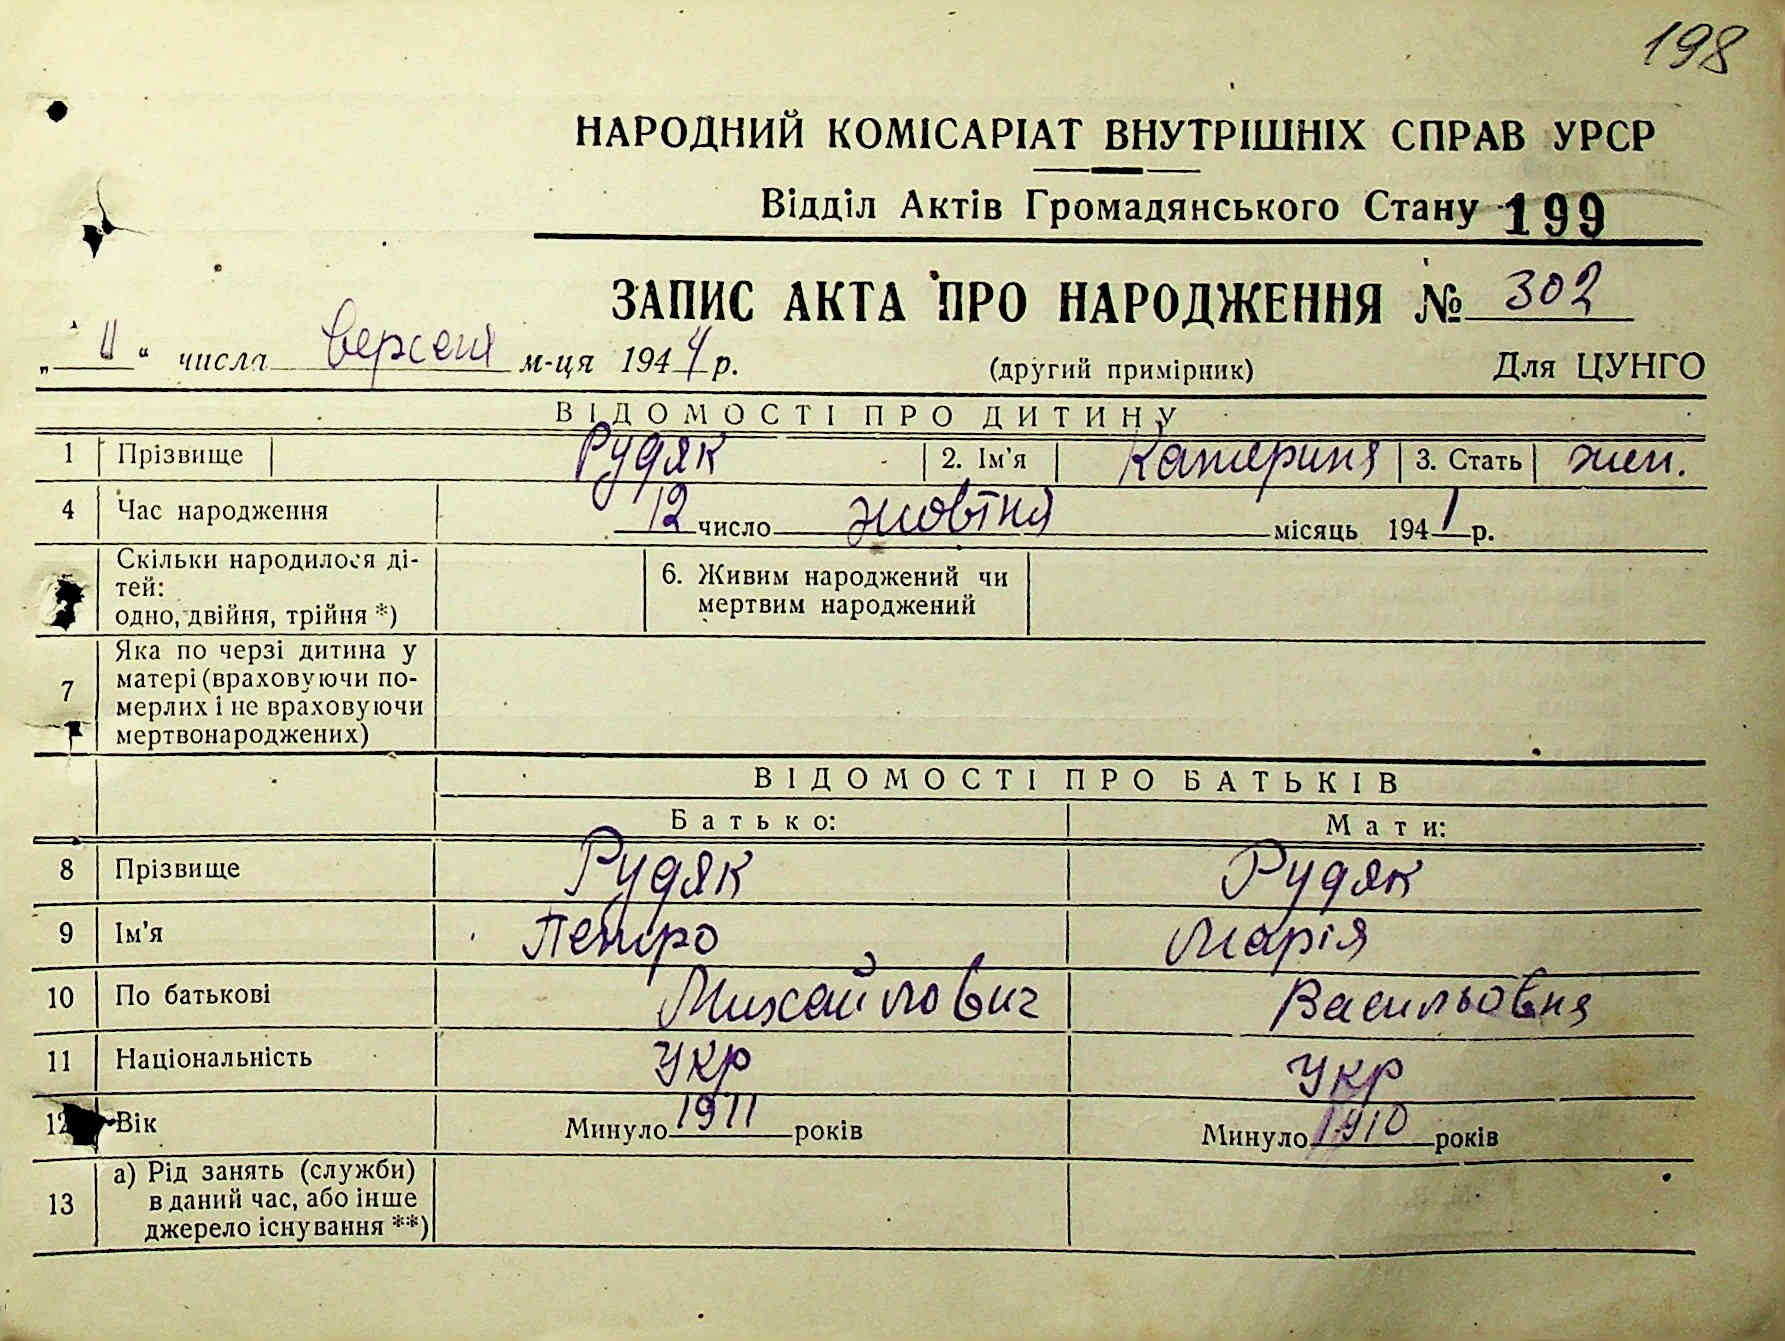 198
НАРОДНИЙ КОМІСАРІАТ ВНУТРІШНІХ СПРАВ УРСР
Відділ Актів Громадянського Стану 199
ЗАПИС АКТА ПРО НАРОДЖЕННЯ № 302
„ 11 “ числа вересня м-ця 1944 р. (другий примірник) Для ЦУНГО
ВІДОМОСТІ ПРО ДИТИНУ
1 Прізвище Рудяк 2. Ім'я Катерина 3. Стать жен.
4 Час народження 12 число жовтня місяць 1941 р.
Скільки народилося ді-
тей:
одно, двійня, трійня *)
6. Живим народжений чи
мертвим народжений
7 Яка по черзі дитина у
матері (враховуючи по-
мерлих і не враховуючи
мертвонароджених)
ВІДОМОСТІ ПРО БАТЬКІВ
Батько: Мати:
8 Прізвище Рудяк Рудяк
9 Ім'я Петро Марія
10 По батькові Михайлович Васильовня
11 Національність Укр Укр
12 Вік Минуло 1911 років Минуло 1910 років
13 а) Рід занять (служби)
в даний час, або інше
джерело існування **)